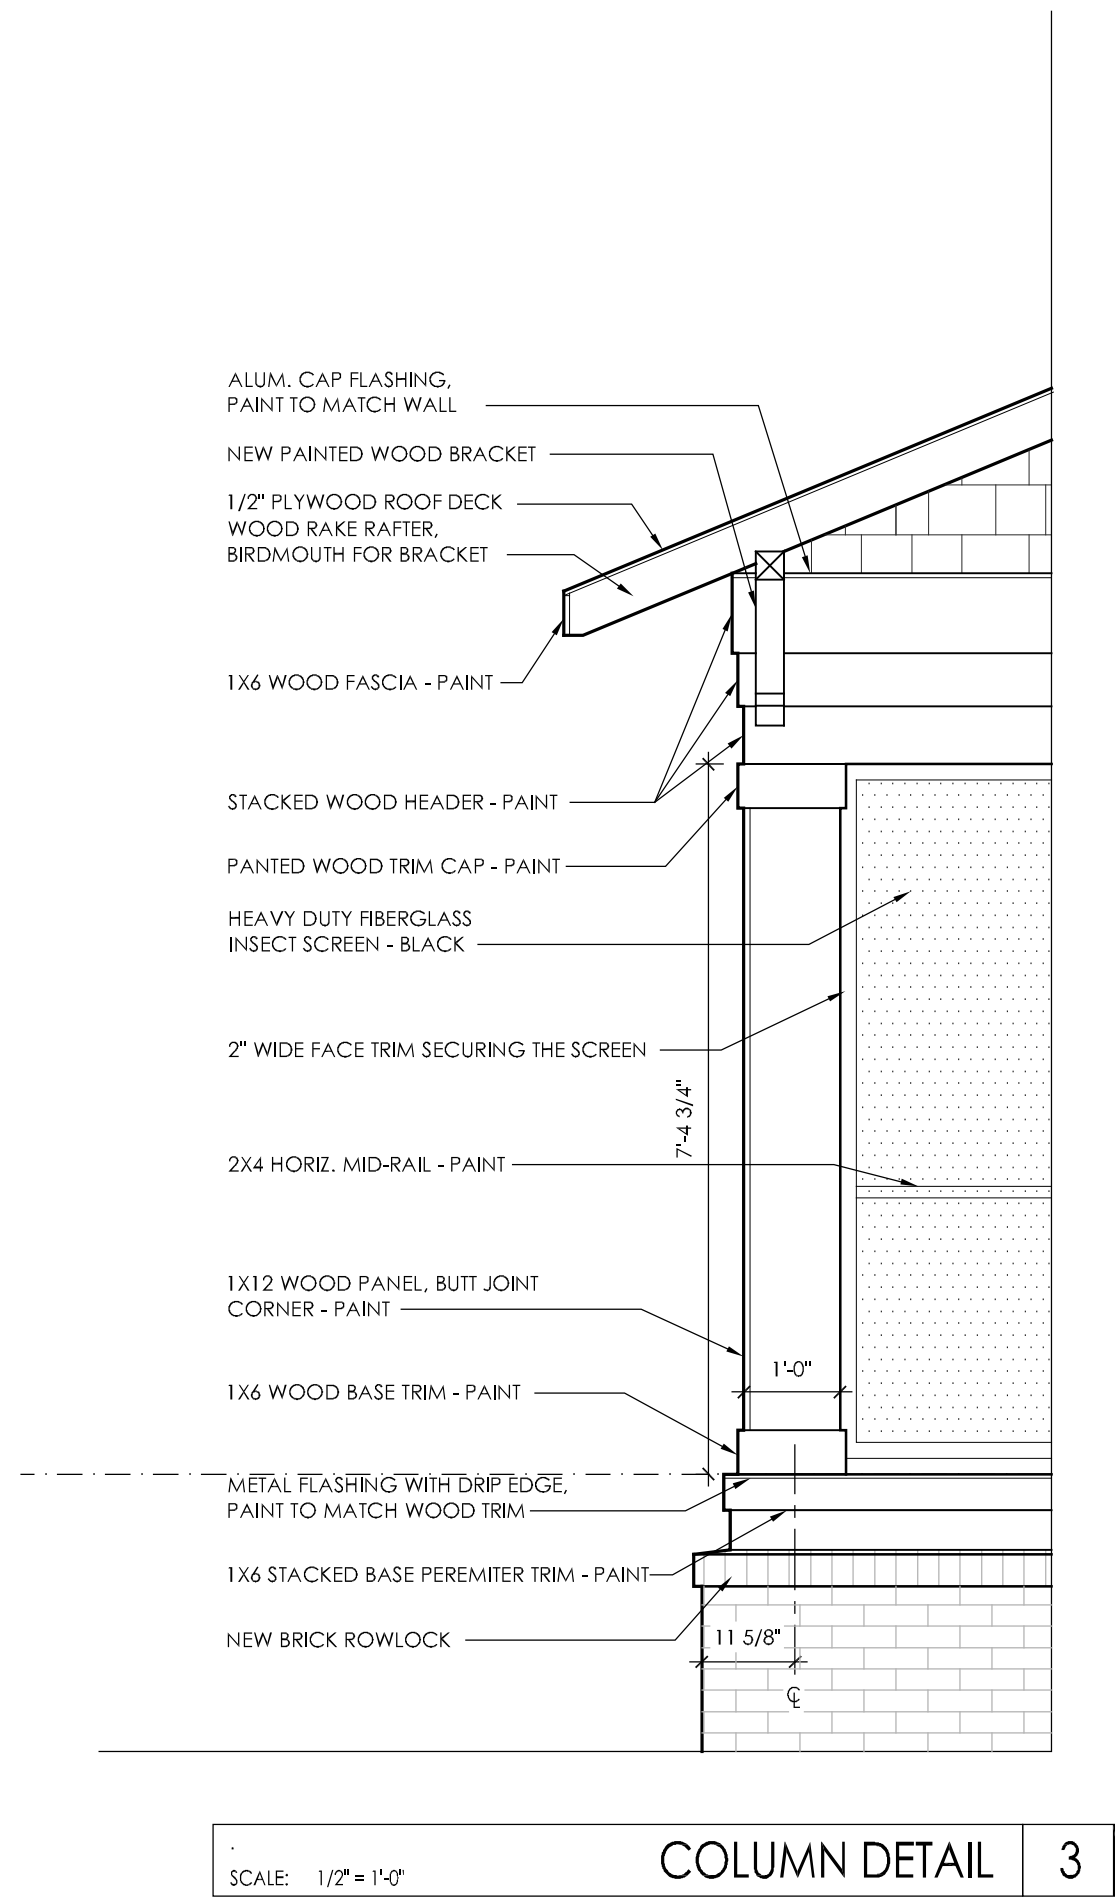 ALUM. CAP FLASHING,
PAINT TO MATCH WALL
NEW PAINTED WOOD BRACKET
1/2" PLYWOOD ROOF DECK
WOOD RAKE RAFTER,
BIRDMOUTH FOR BRACKET
1X6 WOOD FASCIA - PAINT
STACKED WOOD HEADER - PAINT
PANTED WOOD TRIM CAP - PAINT
HEAVY DUTY FIBERGLASS
INSECT SCREEN - BLACK
2" WIDE FACE TRIM SECURING THE SCREEN
7'-4 3/4"
2X4 HORIZ. MID-RAIL - PAINT
1X12 WOOD PANEL, BUTT JOINT
CORNER - PAINT
1'-0"
1X6 WOOD BASE TRIM - PAINT
METAL FLASHING WITH DRIP EDGE,
PAINT TO MATCH WOOD TRIM
1X6 STACKED BASE PEREMITER TRIM - PAINT
NEW BRICK ROWLOCK
11 5/8"
℄
.
SCALE: 1/2" = 1'-0"
COLUMN DETAIL
3